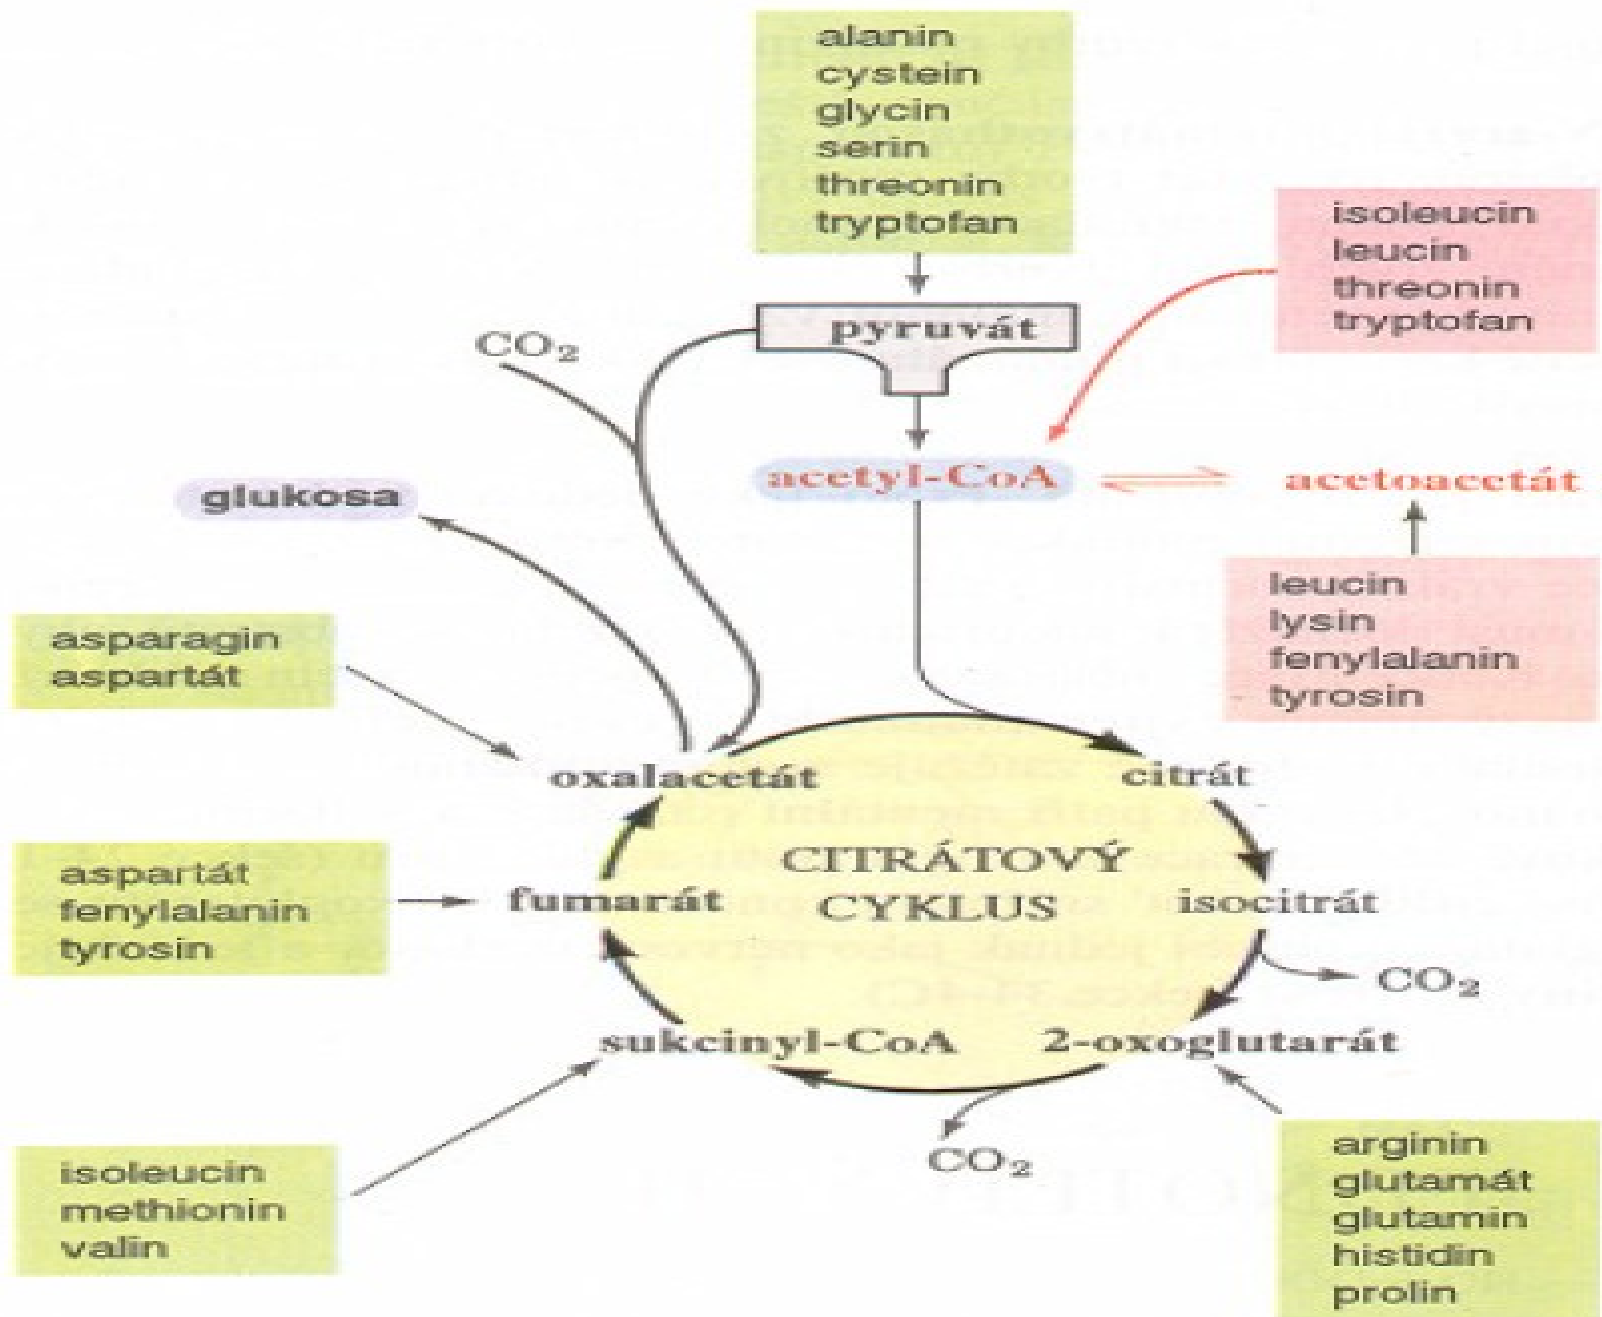 alanin
cystein
glycin
serin
threonin
tryptofan
isoleucin
leucin
threonin
tryptofan
pyruvát
CO₂
acetyl-CoA
acetoacetát
glukosa
leucin
lysin
fenylalanin
tyrosin
asparagin
aspartát
oxalacetát
citrát
CITRÁTOVÝ
CYKLUS
aspartát
fenylalanin
tyrosin
fumarát
isocitrát
CO₂
sukcinyl-CoA
2-oxoglutarát
CO₂
isoleucin
methionin
valin
arginin
glutamát
glutamin
histidin
prolin